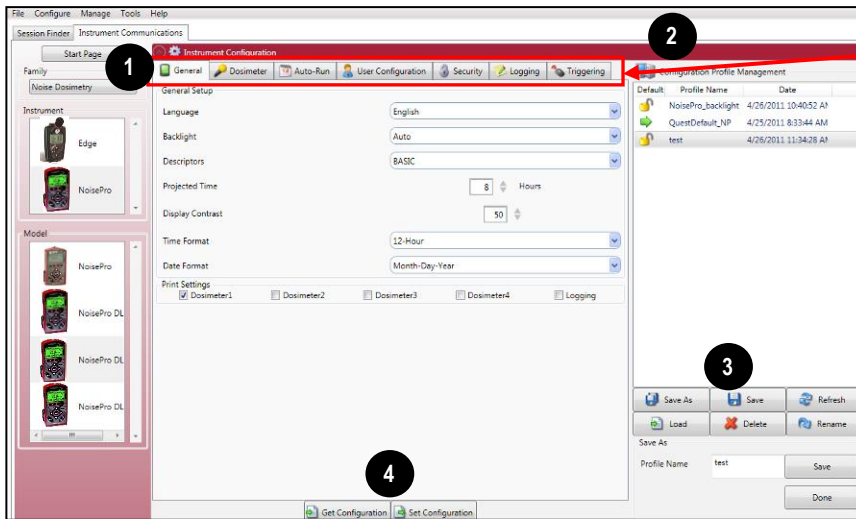 File Configure Manage Tools Help
Session Finder Instrument Communications
Start Page
Family
Noise Dosimetry
Instrument
Edge
NoisePro
Model
NoisePro
NoisePro DL
NoisePro DL
NoisePro DL
1
2
Instrument Configuration
General Dosimeter Auto-Run User Configuration Security Logging Triggering
General Setup
Language English
Backlight Auto
Descriptors BASIC
Projected Time 8 Hours
Display Contrast 50
Time Format 12-Hour
Date Format Month-Day-Year
Print Settings
Dosimeter1 Dosimeter2 Dosimeter3 Dosimeter4 Logging
4
Get Configuration Set Configuration
Configuration Profile Management
Default Profile Name Date
NoisePro_backlight 4/26/2011 10:40:52 AM
QuestDefault_NP 4/25/2011 8:33:44 AM
test 4/26/2011 11:34:28 AM
3
Save As Save Refresh
Load Delete Rename
Save As
Profile Name test Save
Done